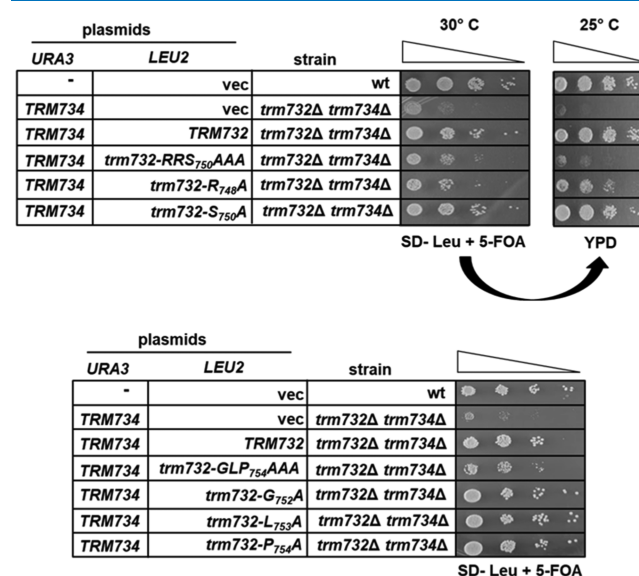 plasmids
URA3 LEU2 strain 30° C 25° C
- vec wt
TRM734 vec trm732Δ trm734Δ
TRM734 TRM732 trm732Δ trm734Δ
TRM734 trm732-RRS750AAA trm732Δ trm734Δ
TRM734 trm732-R748A trm732Δ trm734Δ
TRM734 trm732-S750A trm732Δ trm734Δ
SD- Leu + 5-FOA YPD
plasmids
URA3 LEU2 strain
- vec wt
TRM734 vec trm732Δ trm734Δ
TRM734 TRM732 trm732Δ trm734Δ
TRM734 trm732-GLP754AAA trm732Δ trm734Δ
TRM734 trm732-G752A trm732Δ trm734Δ
TRM734 trm732-L753A trm732Δ trm734Δ
TRM734 trm732-P754A trm732Δ trm734Δ
SD- Leu + 5-FOA